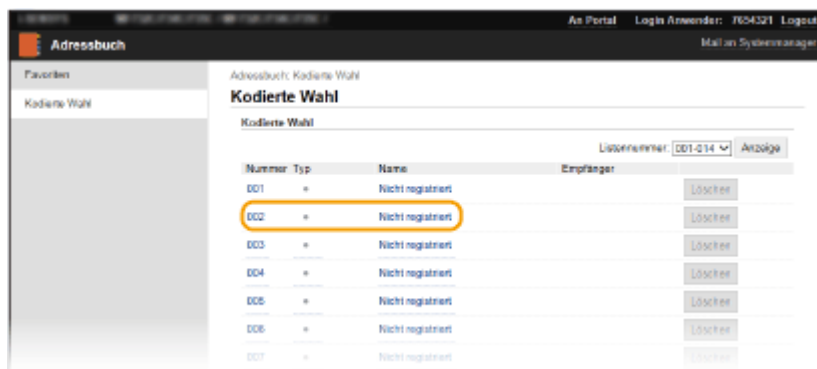 An Portal Login Anwender: 7654321 Logout
Adressbuch Mail an Systemmanager
Favoriten
Kodierte Wahl
Adressbuch: Kodierte Wahl
Kodierte Wahl
Kodierte Wahl
Listennummer: 001-014 Anzeige
Nummer Typ Name Empfänger
001 Nicht registriert Löschen
002 Nicht registriert Löschen
003 Nicht registriert Löschen
004 Nicht registriert Löschen
005 Nicht registriert Löschen
006 Nicht registriert Löschen
007 Nicht registriert Löschen